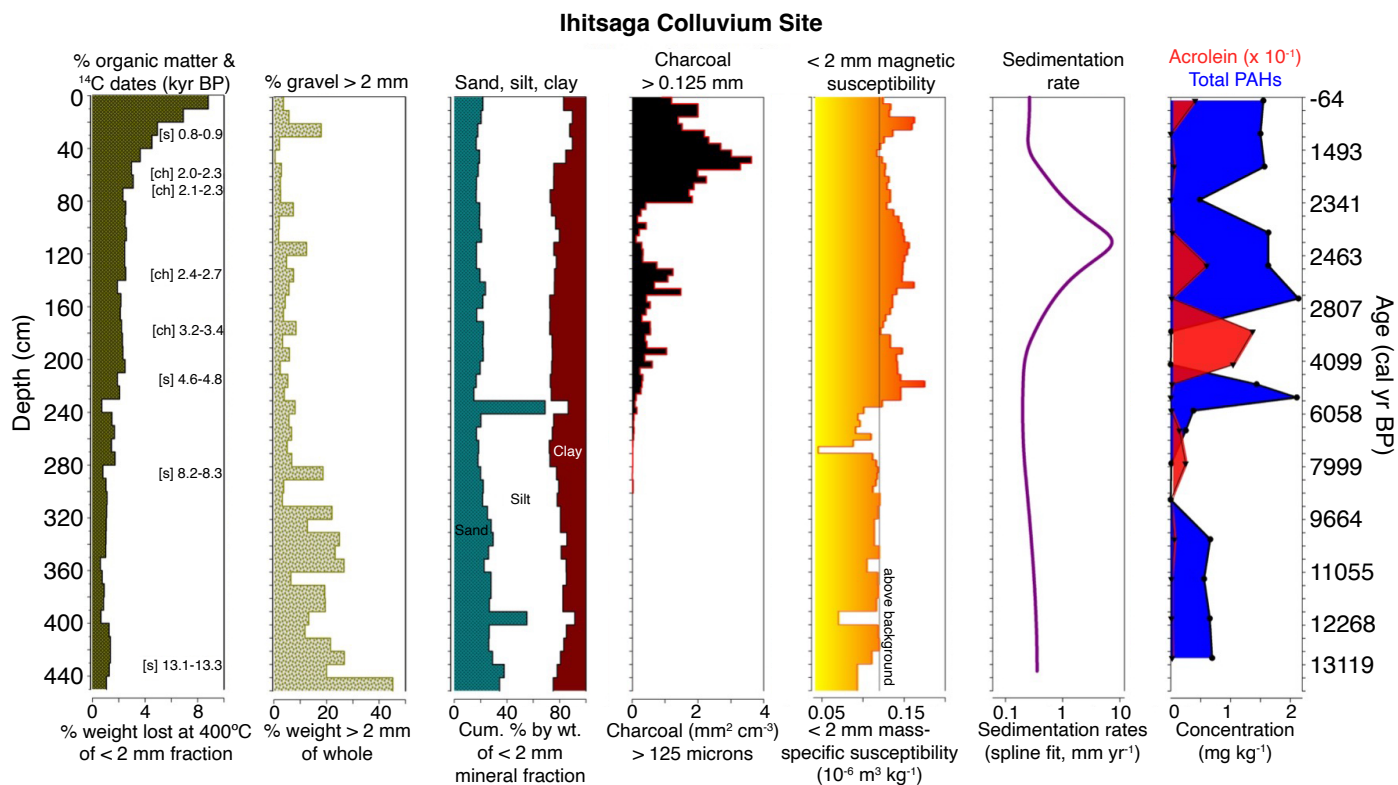 Ihitsaga Colluvium Site
% organic matter &
¹⁴C dates (kyr BP)
% gravel > 2 mm
Sand, silt, clay
Charcoal
> 0.125 mm
< 2 mm magnetic
susceptibility
Sedimentation
rate
Acrolein (x 10⁻¹)
Total PAHs
Depth (cm)
0
40
80
120
160
200
240
280
320
360
400
440
[s] 0.8-0.9
[ch] 2.0-2.3
[ch] 2.1-2.3
[ch] 2.4-2.7
[ch] 3.2-3.4
[s] 4.6-4.8
[s] 8.2-8.3
[s] 13.1-13.3
Sand
Silt
Clay
above background
-64
1493
2341
2463
2807
4099
6058
7999
9664
11055
12268
13119
Age (cal yr BP)
0 4 8
% weight lost at 400ºC
of < 2 mm fraction
0 20 40
% weight > 2 mm
of whole
0 40 80
Cum. % by wt.
of < 2 mm
mineral fraction
0 1 2 3 4
Charcoal (mm² cm⁻³)
> 125 microns
0.05 0.15
< 2 mm mass-
specific susceptibility
(10⁻⁶ m³ kg⁻¹)
0.1 1 10
Sedimentation rates
(spline fit, mm yr⁻¹)
0 1 2
Concentration
(mg kg⁻¹)